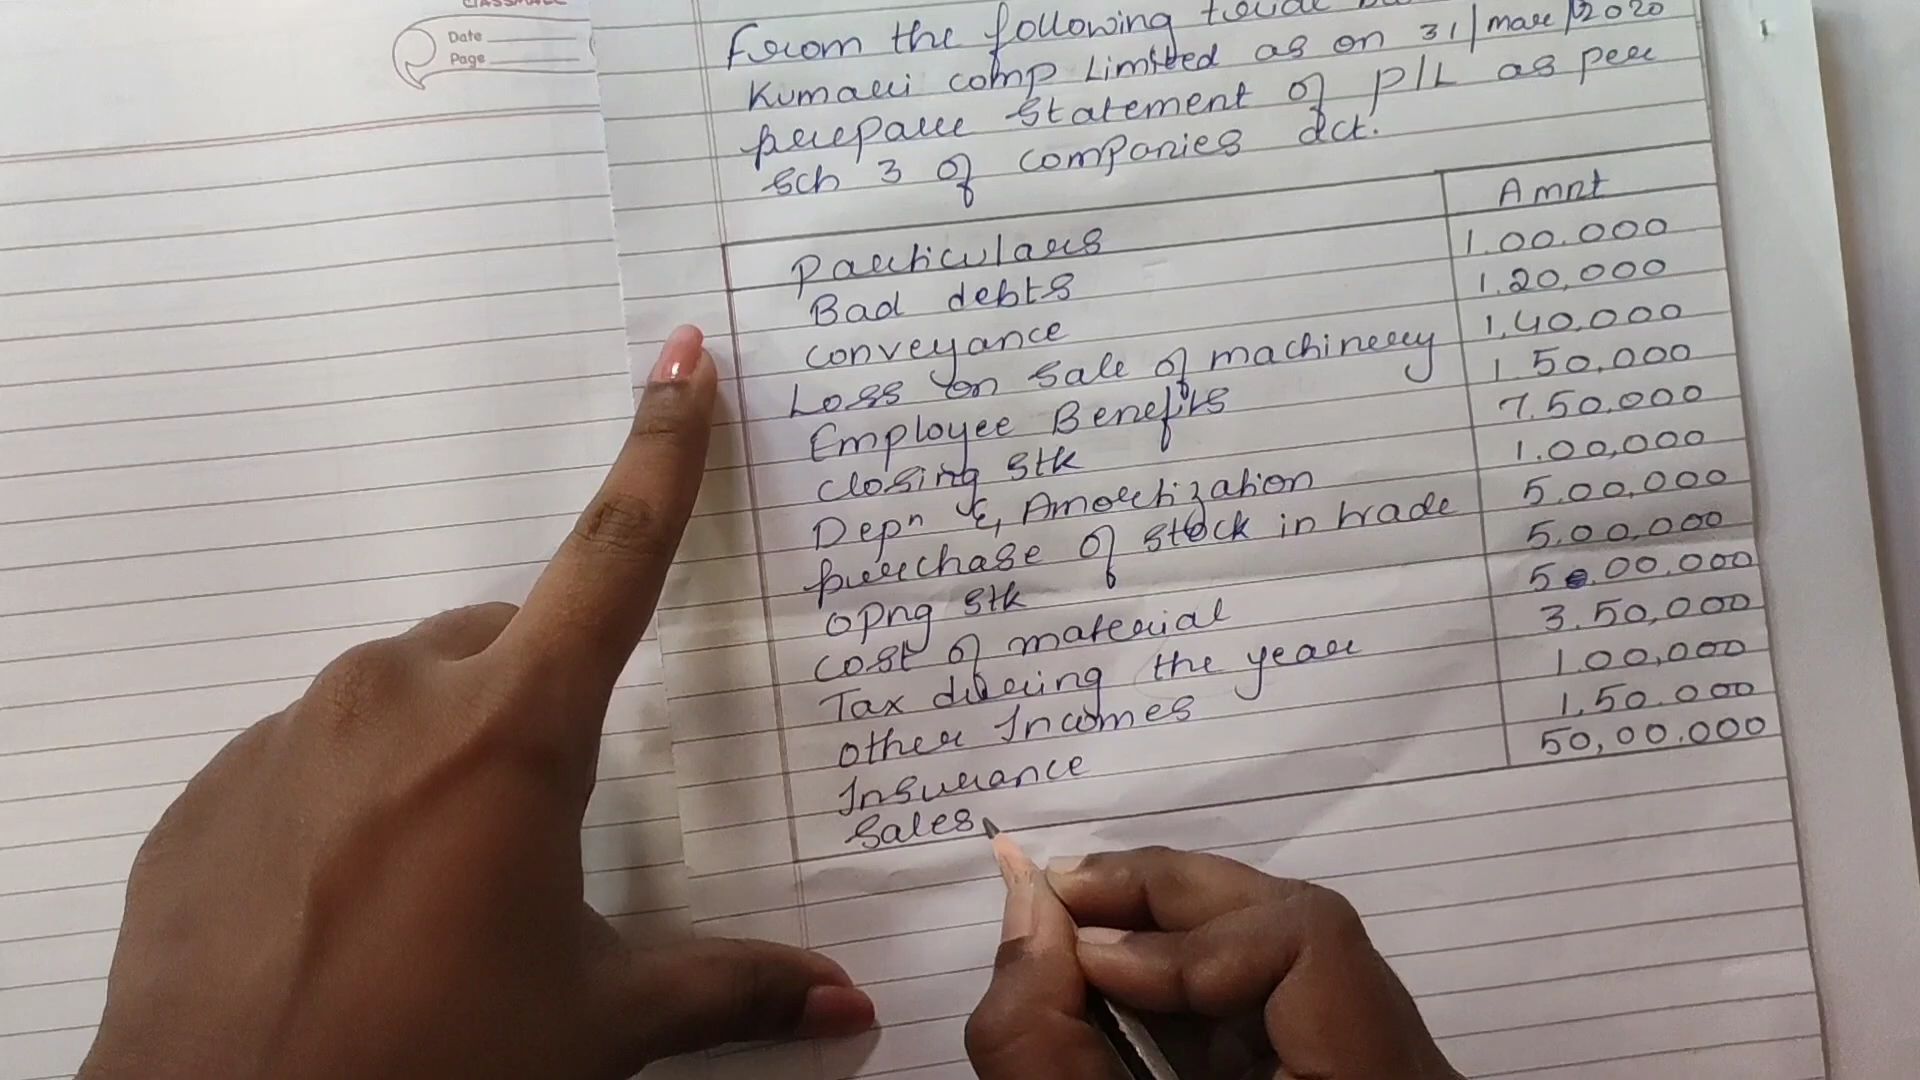 Date
Page
From the following
Kumari comp Limited as on 31/mar/2020
prepare statement of P/L as per
sch 3 of companies Act.
Particulars Amnt
Bad debts 1.00.000
conveyance 1.20,000
Loss on sale of machinery 1,40,000
Employee Benefits 1 50,000
closing stk 7.50.000
Depn & Amortization 1.00,000
purchase of stock in trade 5.00,000
opng stk 5,00,000
cost of material 5.00.000
Tax during the year 3.50,000
other Incomes 1.00,000
Insurance 1,50.000
Sales 50,00.000